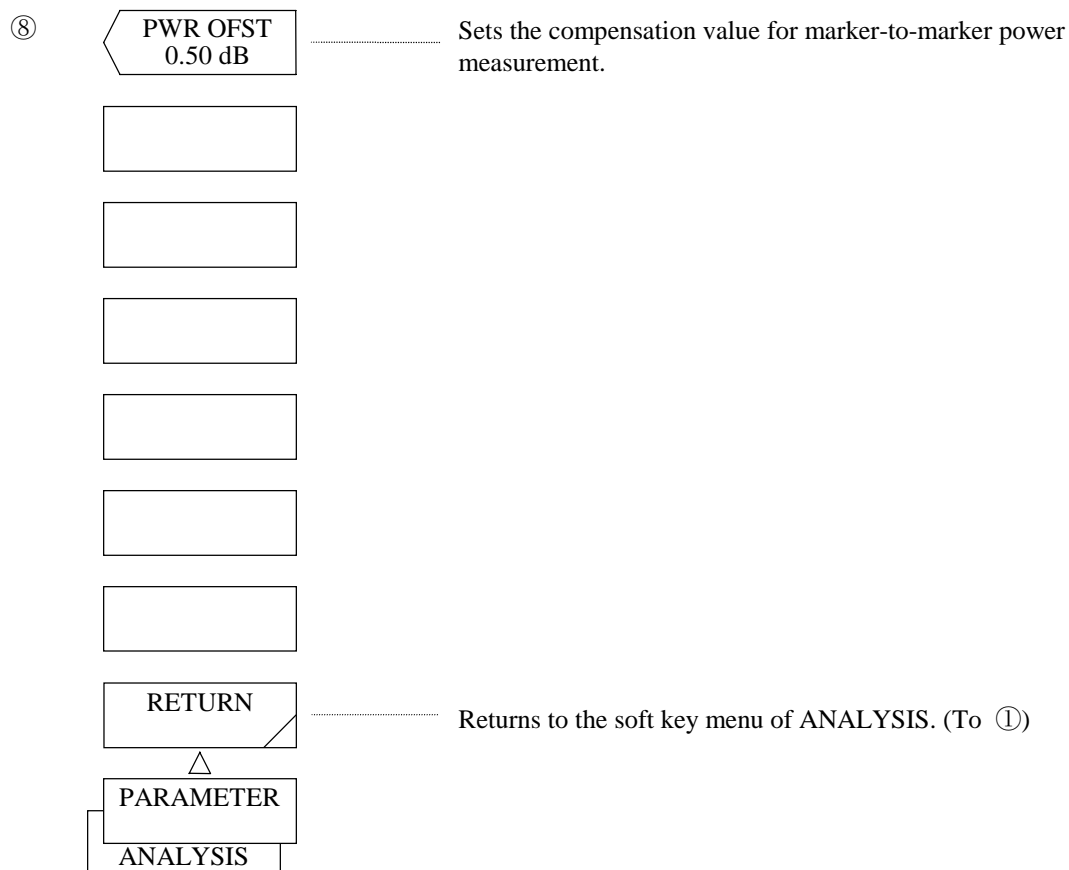 ⑧
PWR OFST
0.50 dB
Sets the compensation value for marker-to-marker power
measurement.
RETURN
Returns to the soft key menu of ANALYSIS. (To ①)
PARAMETER
ANALYSIS